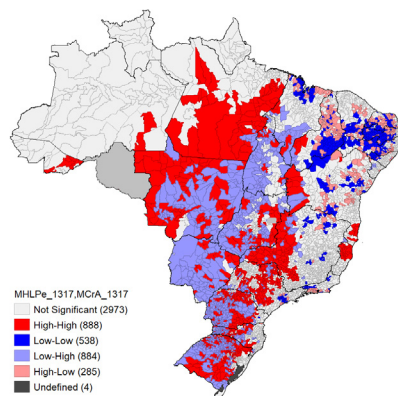 MHLPe_1317,MCrA_1317
Not Significant (2973)
High-High (888)
Low-Low (538)
Low-High (884)
High-Low (285)
Undefined (4)